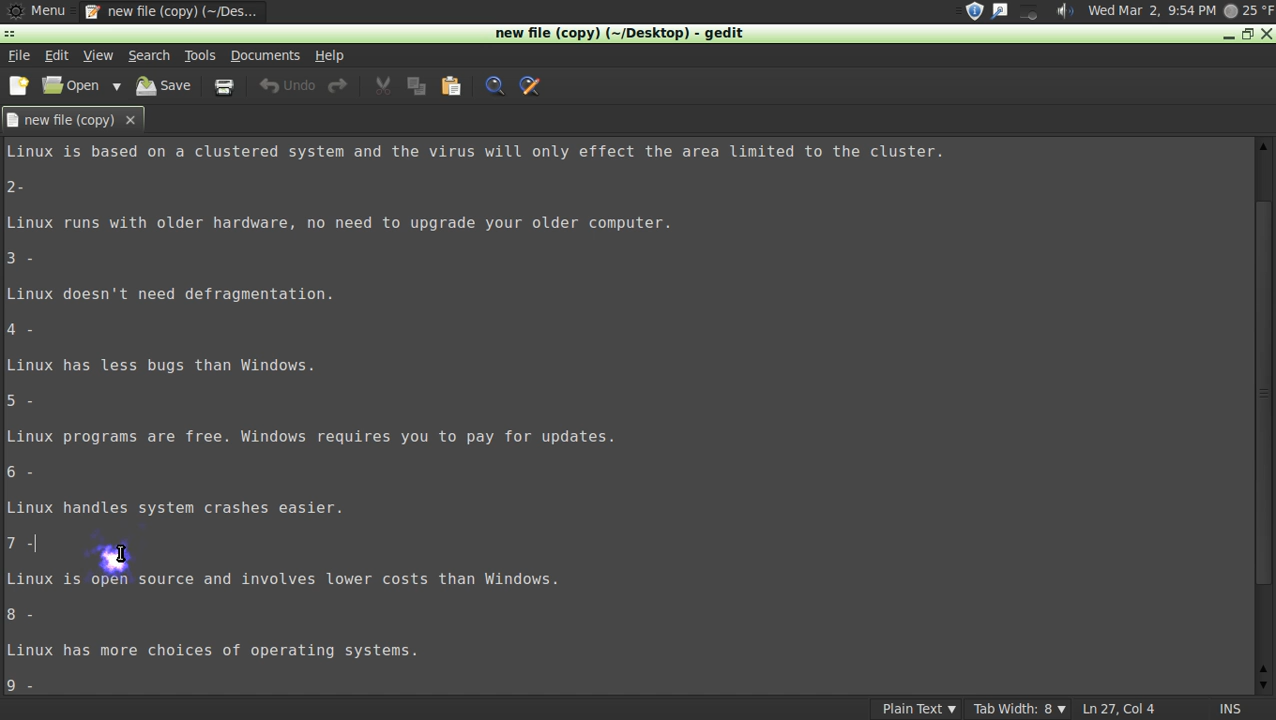 Menu new file (copy) (~/Des... Wed Mar 2, 9:54 PM 25 °F
new file (copy) (~/Desktop) - gedit
File Edit View Search Tools Documents Help
Open Save Undo
new file (copy)
Linux is based on a clustered system and the virus will only effect the area limited to the cluster.
2-
Linux runs with older hardware, no need to upgrade your older computer.
3 -
Linux doesn't need defragmentation.
4 -
Linux has less bugs than Windows.
5 -
Linux programs are free. Windows requires you to pay for updates.
6 -
Linux handles system crashes easier.
7 -
Linux is open source and involves lower costs than Windows.
8 -
Linux has more choices of operating systems.
9 -
Plain Text Tab Width: 8 Ln 27, Col 4 INS